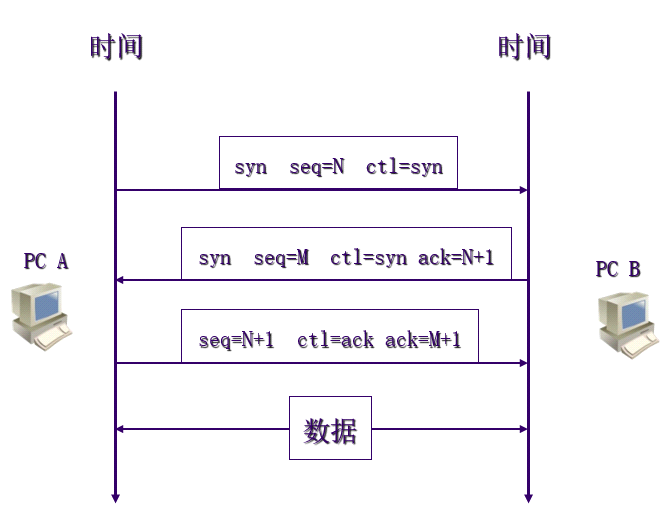 时间
时间
syn seq=N ctl=syn
syn seq=M ctl=syn ack=N+1
PC A
PC B
seq=N+1 ctl=ack ack=M+1
数据